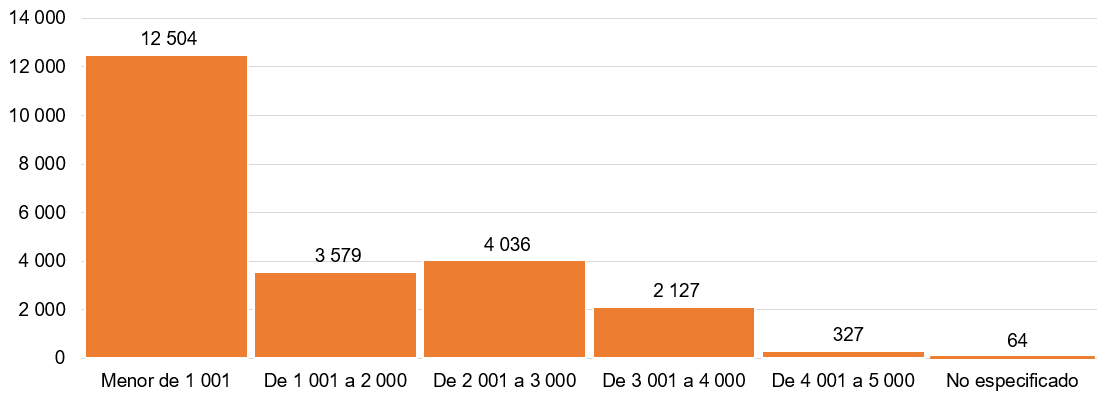 14 000
12 000
10 000
8 000
6 000
4 000
2 000
0
12 504
3 579
4 036
2 127
327
64
Menor de 1 001
De 1 001 a 2 000
De 2 001 a 3 000
De 3 001 a 4 000
De 4 001 a 5 000
No especificado